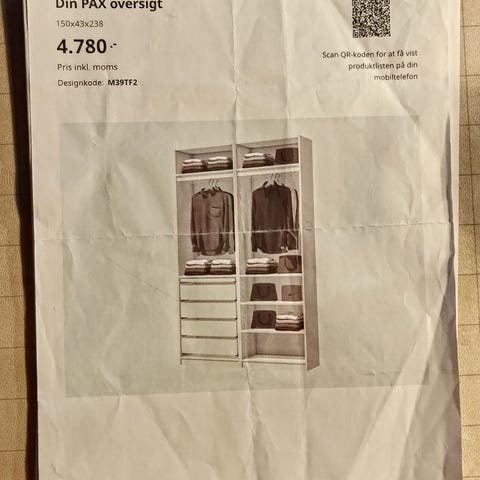 Din PAX oversigt
150x43x238
4.780.-
Pris inkl. moms
Designkode: M39TF2
Scan QR-koden for at få vist
produktlisten på din
mobiltelefon